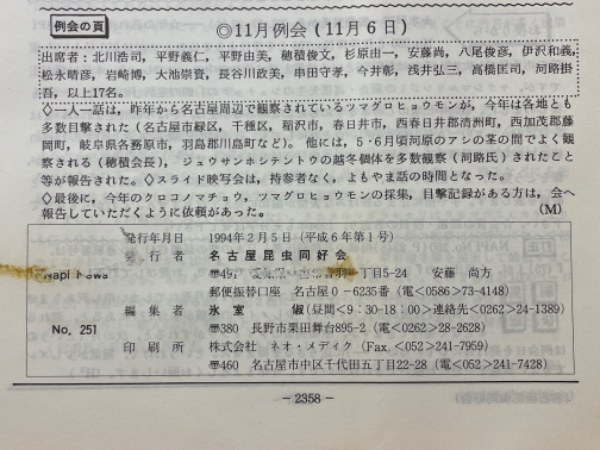 例会の頁
◎11月例会(11月6日)
出席者:北川浩司，平野義仁，平野由美，穂積俊文，杉原由一，安藤尚，八尾俊彦，伊沢和義，
松永晴彦，岩崎博，大池崇資，長谷川政美，串田守孝，今井彰，浅井弘三，高橋匡司，河路掛
吾，以上17名。
◇一人一話は，昨年から名古屋周辺で観察されているツマグロヒョウモンが，今年は各地とも
多数目撃された(名古屋市緑区，千種区，稲沢市，春日井市，西春日井郡清洲町，西加茂郡藤
岡町，岐阜県各務原市，羽島郡川島町など)。他には，5・6月頃河原のアシの茎の間でよく観
察される(穂積会長)，ジュウサンホシテントウの越冬個体を多数観察(河路氏)されたこと
等が報告された。◇スライド映写会は，持参者なく，よもやま話の時間となった。
◇最後に，今年のクロコノマチョウ，ツマグロヒョウモンの採集，目撃記録がある方は，会へ
報告していただくように依頼があった。(M)
発行年月日 1994年2月5日(平成6年第1号)
発行者 名古屋昆虫同好会
Napi News 〒491 丁目5-24 安藤 尚方
郵便振替口座 名古屋0-6235番(電<0586>73-4148)
編集者 氷室 俶(昼間<9:30-18:00>連絡先<0262>24-1389)
No. 251 〒380 長野市栗田舞台895-2(電<0262>28-2628)
印刷所 株式会社 ネオ・メディク(Fax.<052>241-7959)
〒460 名古屋市中区千代田五丁目22-28(電<052>241-7428)
-2358-